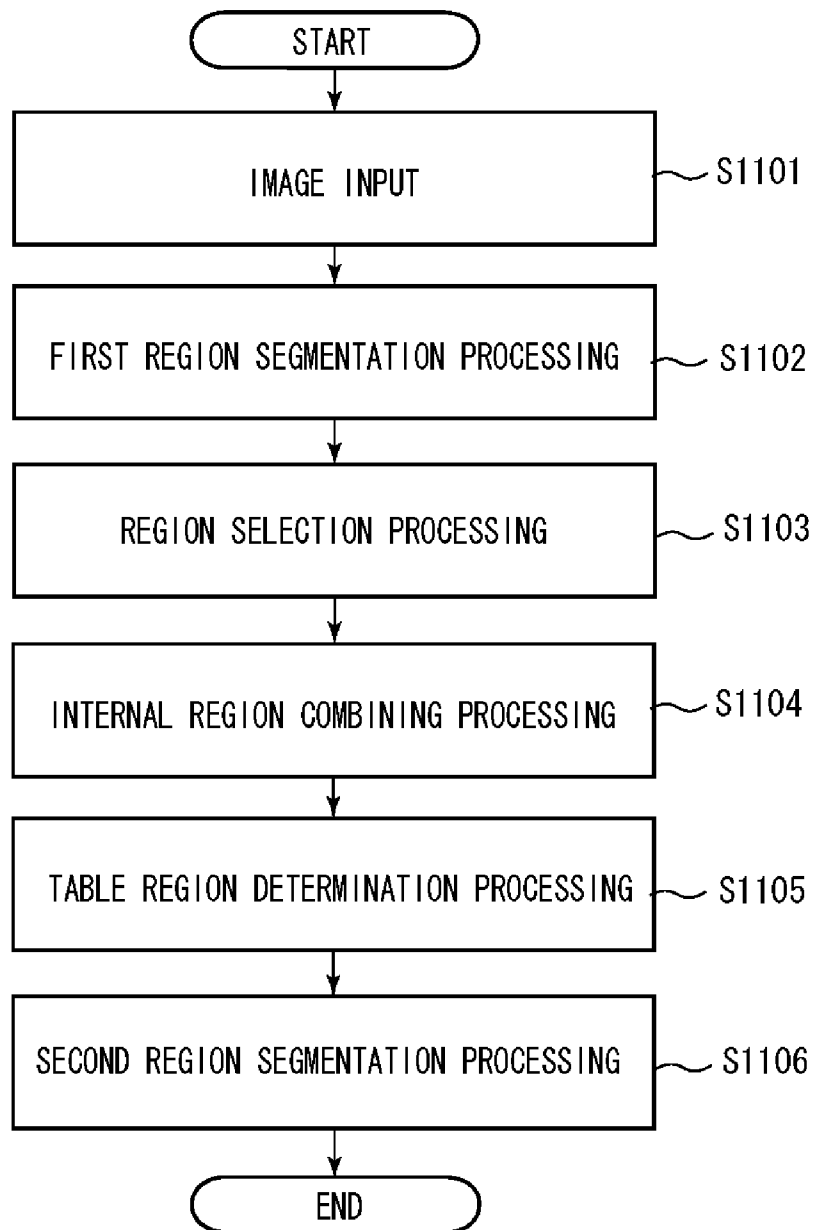 START
IMAGE INPUT
S1101
FIRST REGION SEGMENTATION PROCESSING
S1102
REGION SELECTION PROCESSING
S1103
INTERNAL REGION COMBINING PROCESSING
S1104
TABLE REGION DETERMINATION PROCESSING
S1105
SECOND REGION SEGMENTATION PROCESSING
S1106
END